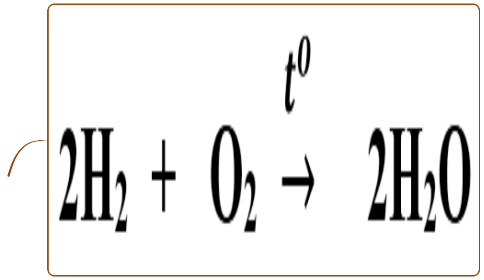 t⁰
2H₂ + O₂ → 2H₂O